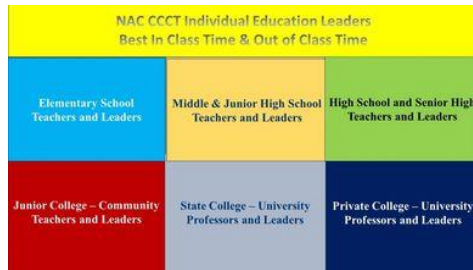 NAC CCCT Individual Education Leaders
Best In Class Time & Out of Class Time
Elementary School
Teachers and Leaders
Middle & Junior High School
Teachers and Leaders
High School and Senior High
Teachers and Leaders
Junior College – Community
Teachers and Leaders
State College – University
Professors and Leaders
Private College – University
Professors and Leaders